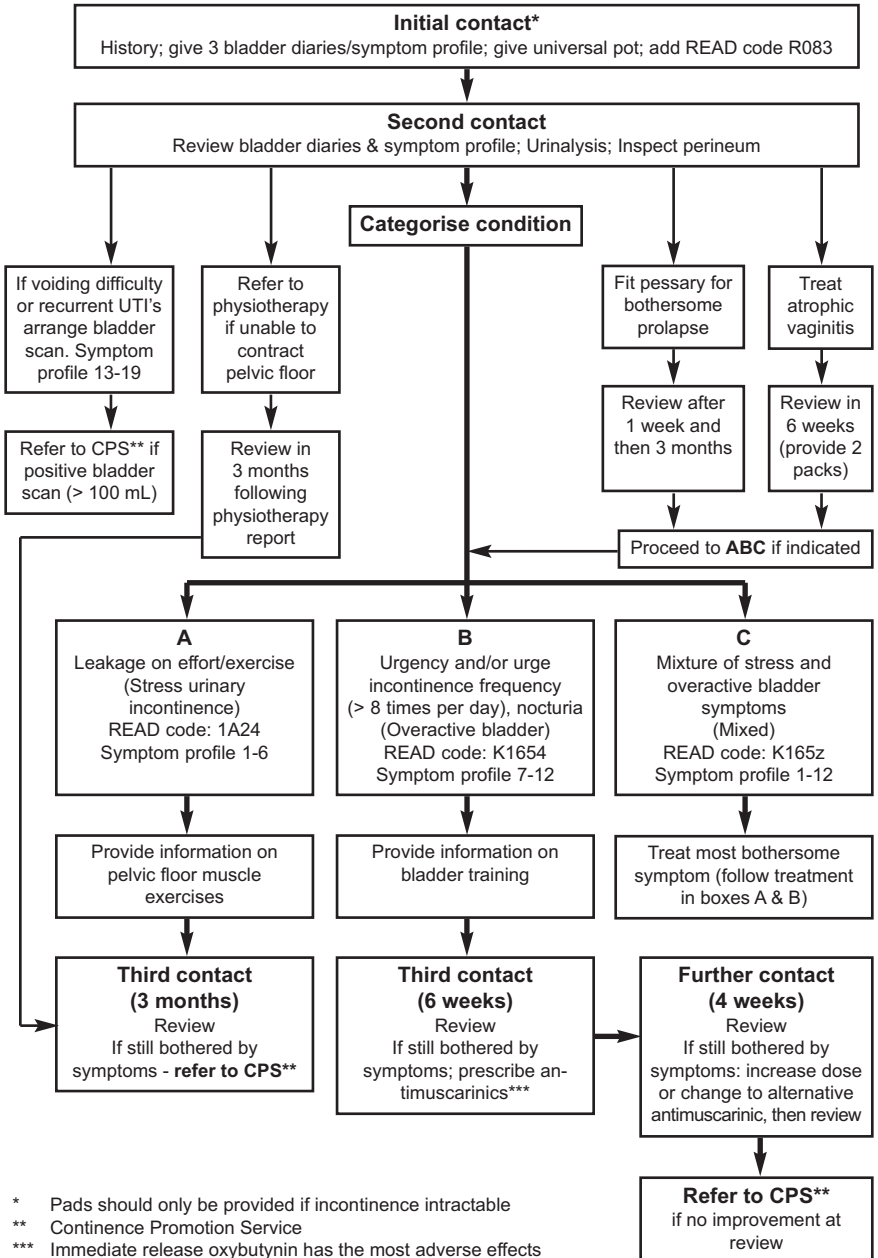 Initial contact*
History; give 3 bladder diaries/symptom profile; give universal pot; add READ code R083
Second contact
Review bladder diaries & symptom profile; Urinalysis; Inspect perineum
Categorise condition
If voiding difficulty
or recurrent UTI's
arrange bladder
scan. Symptom
profile 13-19
Refer to CPS** if
positive bladder
scan (> 100 mL)
Refer to
physiotherapy
if unable to
contract
pelvic floor
Review in
3 months
following
physiotherapy
report
Fit pessary for
bothersome
prolapse
Review after
1 week and
then 3 months
Treat
atrophic
vaginitis
Review in
6 weeks
(provide 2
packs)
Proceed to ABC if indicated
A
Leakage on effort/exercise
(Stress urinary
incontinence)
READ code: 1A24
Symptom profile 1-6
Provide information on
pelvic floor muscle
exercises
Third contact
(3 months)
Review
If still bothered by
symptoms - refer to CPS**
B
Urgency and/or urge
incontinence frequency
(> 8 times per day), nocturia
(Overactive bladder)
READ code: K1654
Symptom profile 7-12
Provide information on
bladder training
Third contact
(6 weeks)
Review
If still bothered by
symptoms; prescribe an-
timuscarinics***
C
Mixture of stress and
overactive bladder
symptoms
(Mixed)
READ code: K165z
Symptom profile 1-12
Treat most bothersome
symptom (follow treatment
in boxes A & B)
Further contact
(4 weeks)
Review
If still bothered by
symptoms: increase dose
or change to alternative
antimuscarinic, then review
Refer to CPS**
if no improvement at
review
* Pads should only be provided if incontinence intractable
** Continence Promotion Service
*** Immediate release oxybutynin has the most adverse effects